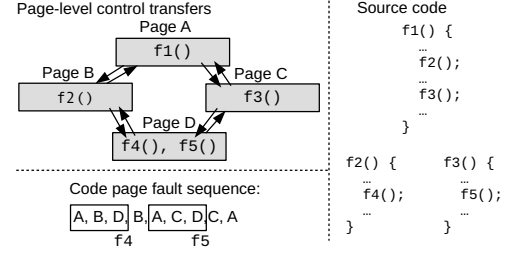 Page-level control transfers
Page A
f1()
Page B
f2()
Page C
f3()
Page D
f4(), f5()
Code page fault sequence:
A, B, D, B, A, C, D, C, A
f4 f5
Source code
f1() {
…
f2();
…
f3();
…
}
f2() {
…
f4();
…
}
f3() {
…
f5();
…
}